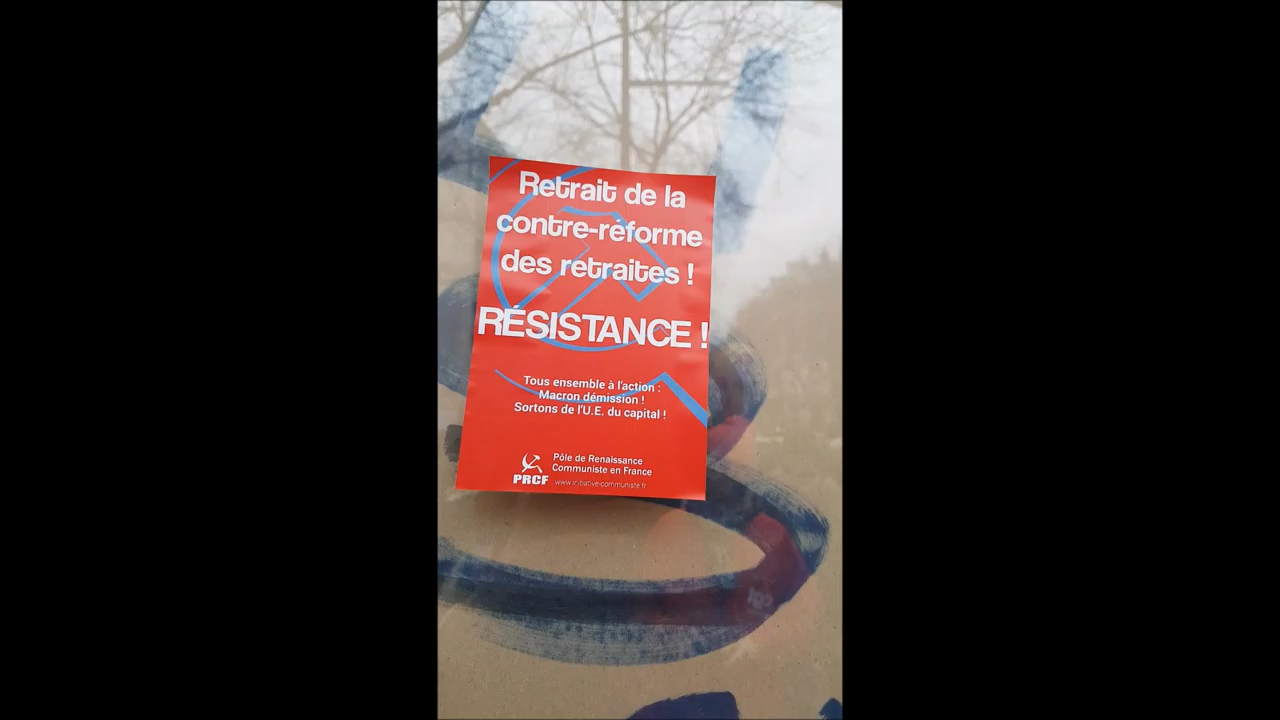 Retrait de la
contre-réforme
des retraites !
RÉSISTANCE !
Tous ensemble à l'action :
Macron démission !
Sortons de l'U.E. du capital !
Pôle de Renaissance
Communiste en France
PRCF
www.initiative-communiste.fr